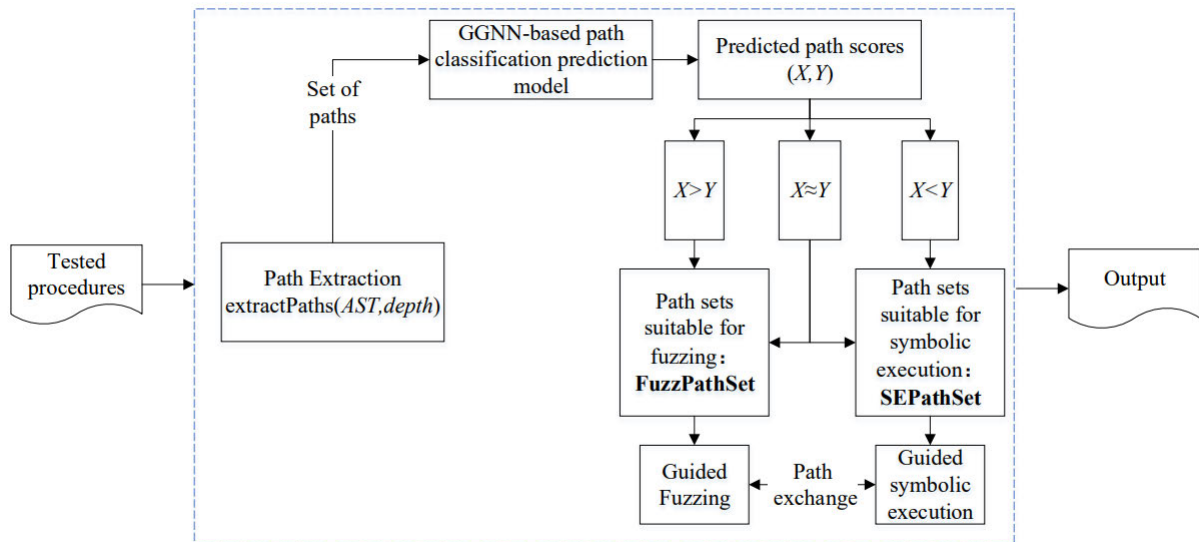 Tested
procedures
Path Extraction
extractPaths(AST,depth)
Set of
paths
GGNN-based path
classification prediction
model
Predicted path scores
(X,Y)
X>Y
X≈Y
X<Y
Path sets
suitable for
fuzzing：
FuzzPathSet
Path sets
suitable for
symbolic
execution：
SEPathSet
Guided
Fuzzing
Path
exchange
Guided
symbolic
execution
Output